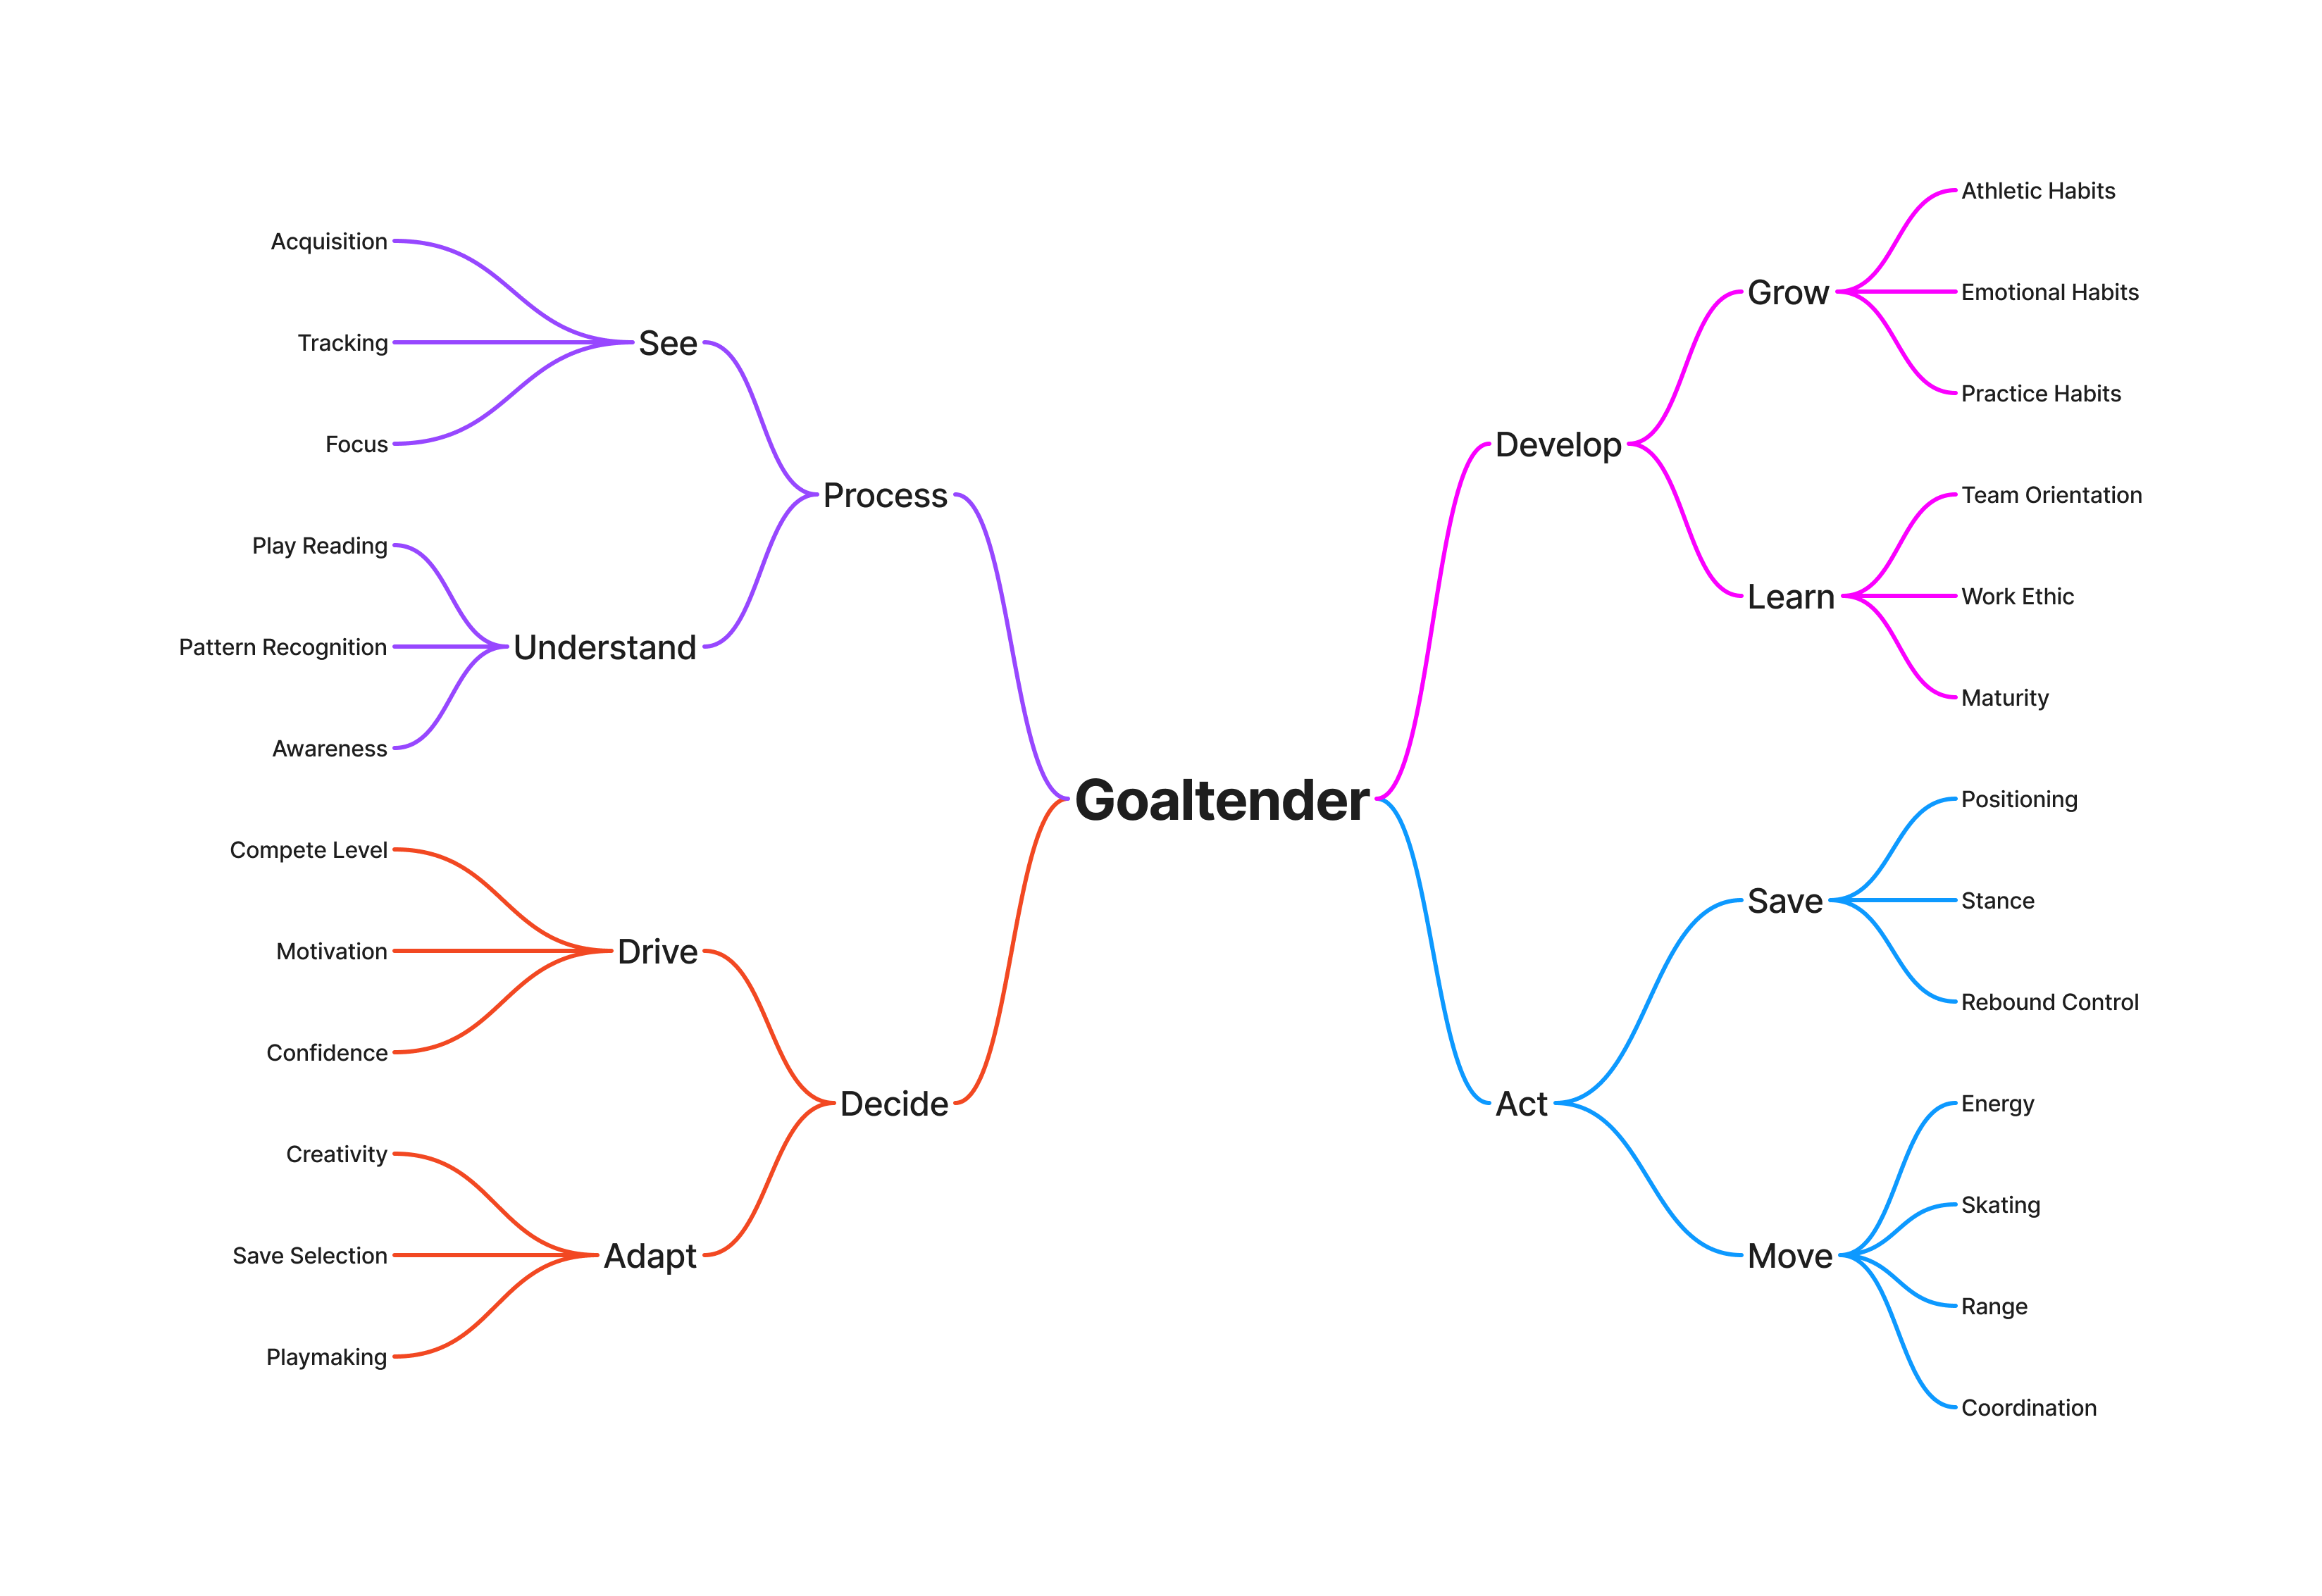 Goaltender
Process
See
Acquisition
Tracking
Focus
Understand
Play Reading
Pattern Recognition
Awareness
Decide
Drive
Compete Level
Motivation
Confidence
Adapt
Creativity
Save Selection
Playmaking
Develop
Grow
Athletic Habits
Emotional Habits
Practice Habits
Learn
Team Orientation
Work Ethic
Maturity
Act
Save
Positioning
Stance
Rebound Control
Move
Energy
Skating
Range
Coordination